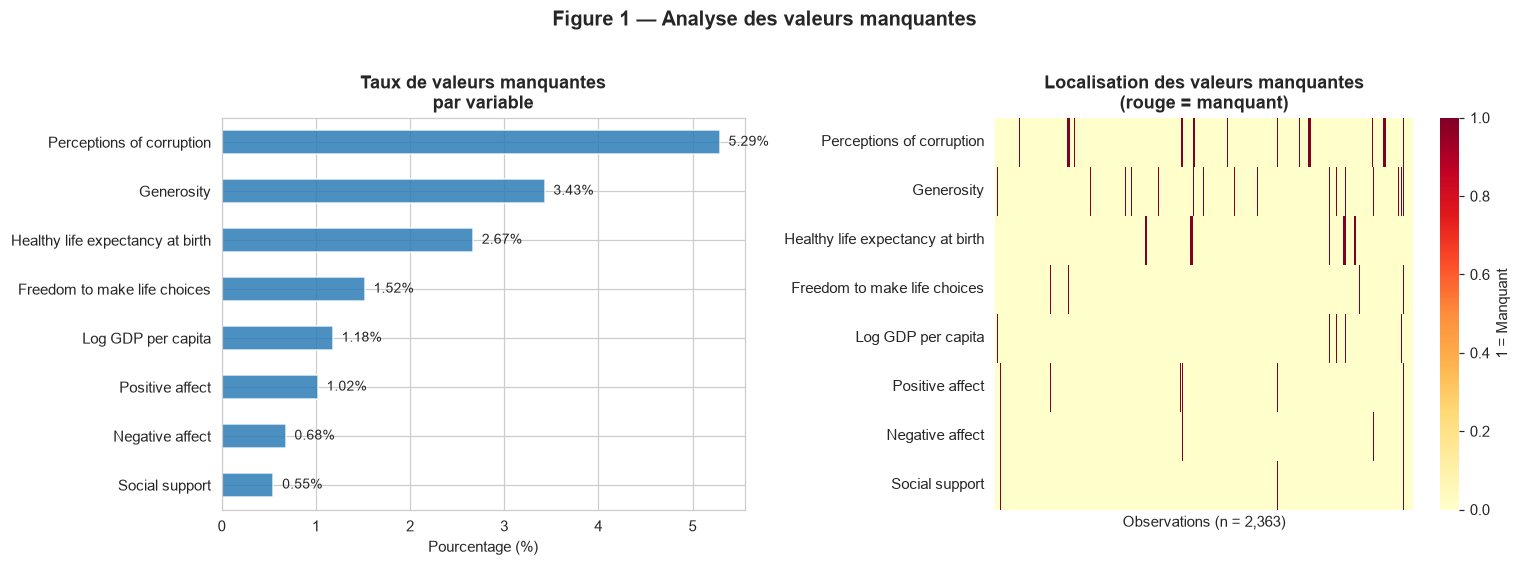 Figure 1 — Analyse des valeurs manquantes
Taux de valeurs manquantes
par variable
Perceptions of corruption
5.29%
Generosity
3.43%
Healthy life expectancy at birth
2.67%
Freedom to make life choices
1.52%
Log GDP per capita
1.18%
Positive affect
1.02%
Negative affect
0.68%
Social support
0.55%
0 1 2 3 4 5
Pourcentage (%)
Localisation des valeurs manquantes
(rouge = manquant)
Perceptions of corruption
Generosity
Healthy life expectancy at birth
Freedom to make life choices
Log GDP per capita
Positive affect
Negative affect
Social support
Observations (n = 2,363)
1.0
0.8
0.6
0.4
0.2
0.0
1 = Manquant